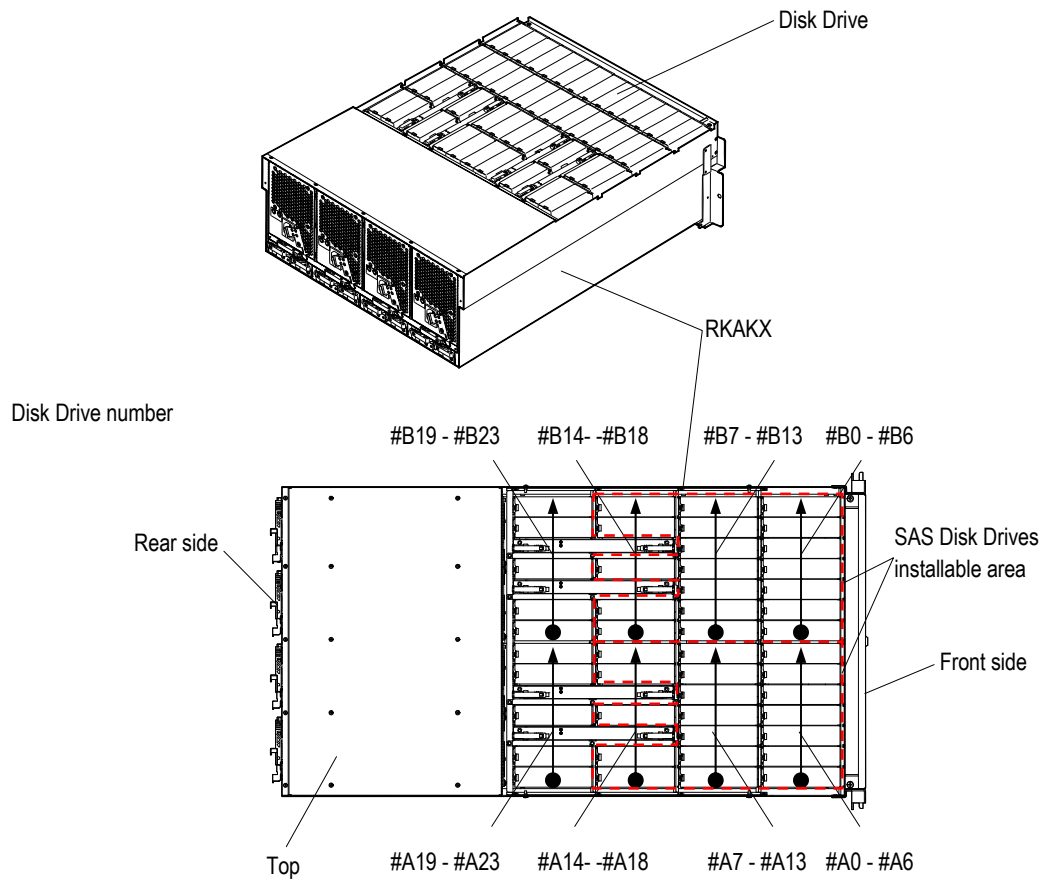 Disk Drive
RKAKX
Disk Drive number
#B19 - #B23
#B14- -#B18
#B7 - #B13
#B0 - #B6
Rear side
SAS Disk Drives
installable area
Front side
Top
#A19 - #A23
#A14- -#A18
#A7 - #A13
#A0 - #A6